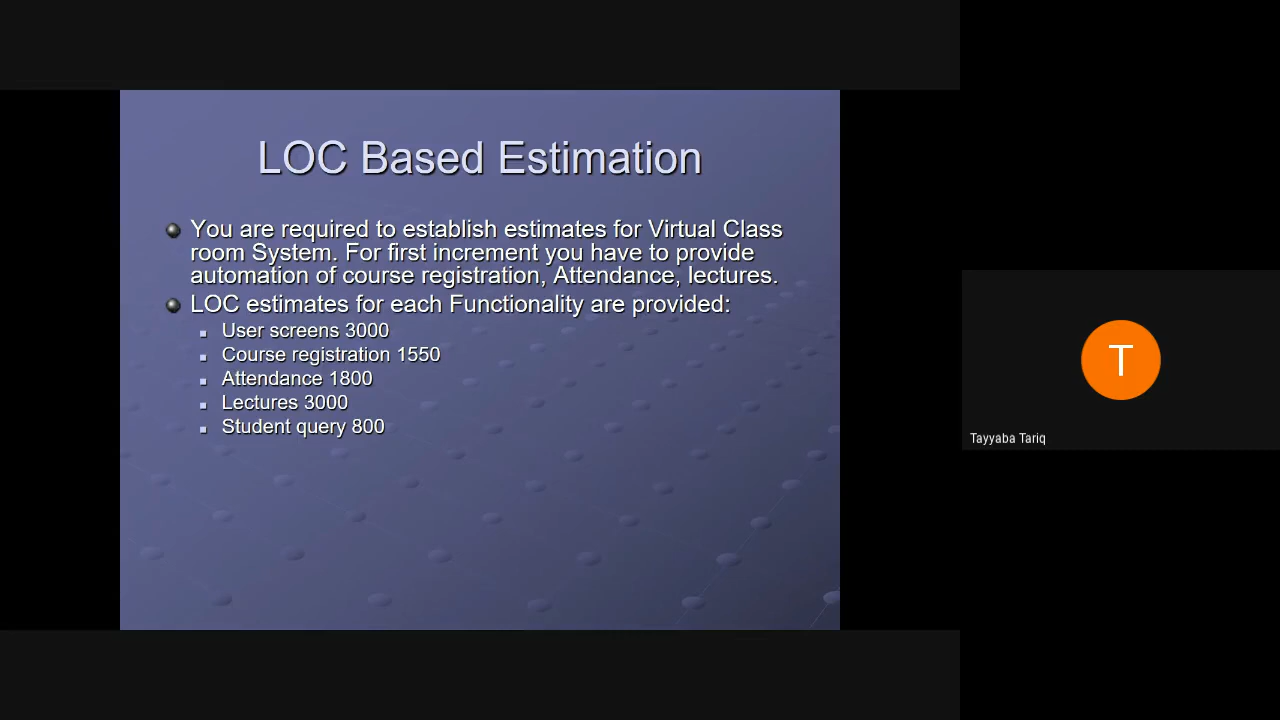 LOC Based Estimation
You are required to establish estimates for Virtual Class
room System. For first increment you have to provide
automation of course registration, Attendance, lectures.
LOC estimates for each Functionality are provided:
User screens 3000
Course registration 1550
Attendance 1800
Lectures 3000
Student query 800
T
Tayyaba Tariq